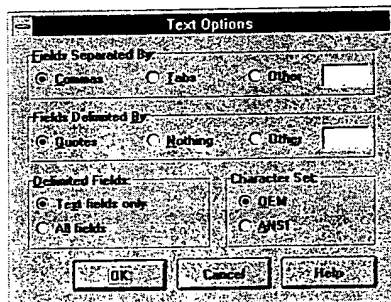 Text Options
Fields Separated By:
Commas Tabs Other
Fields Delimited By:
Quotes Nothing Other
Delimited Fields: Character Set:
Text fields only OEM
All fields ANSI
OK Cancel Help